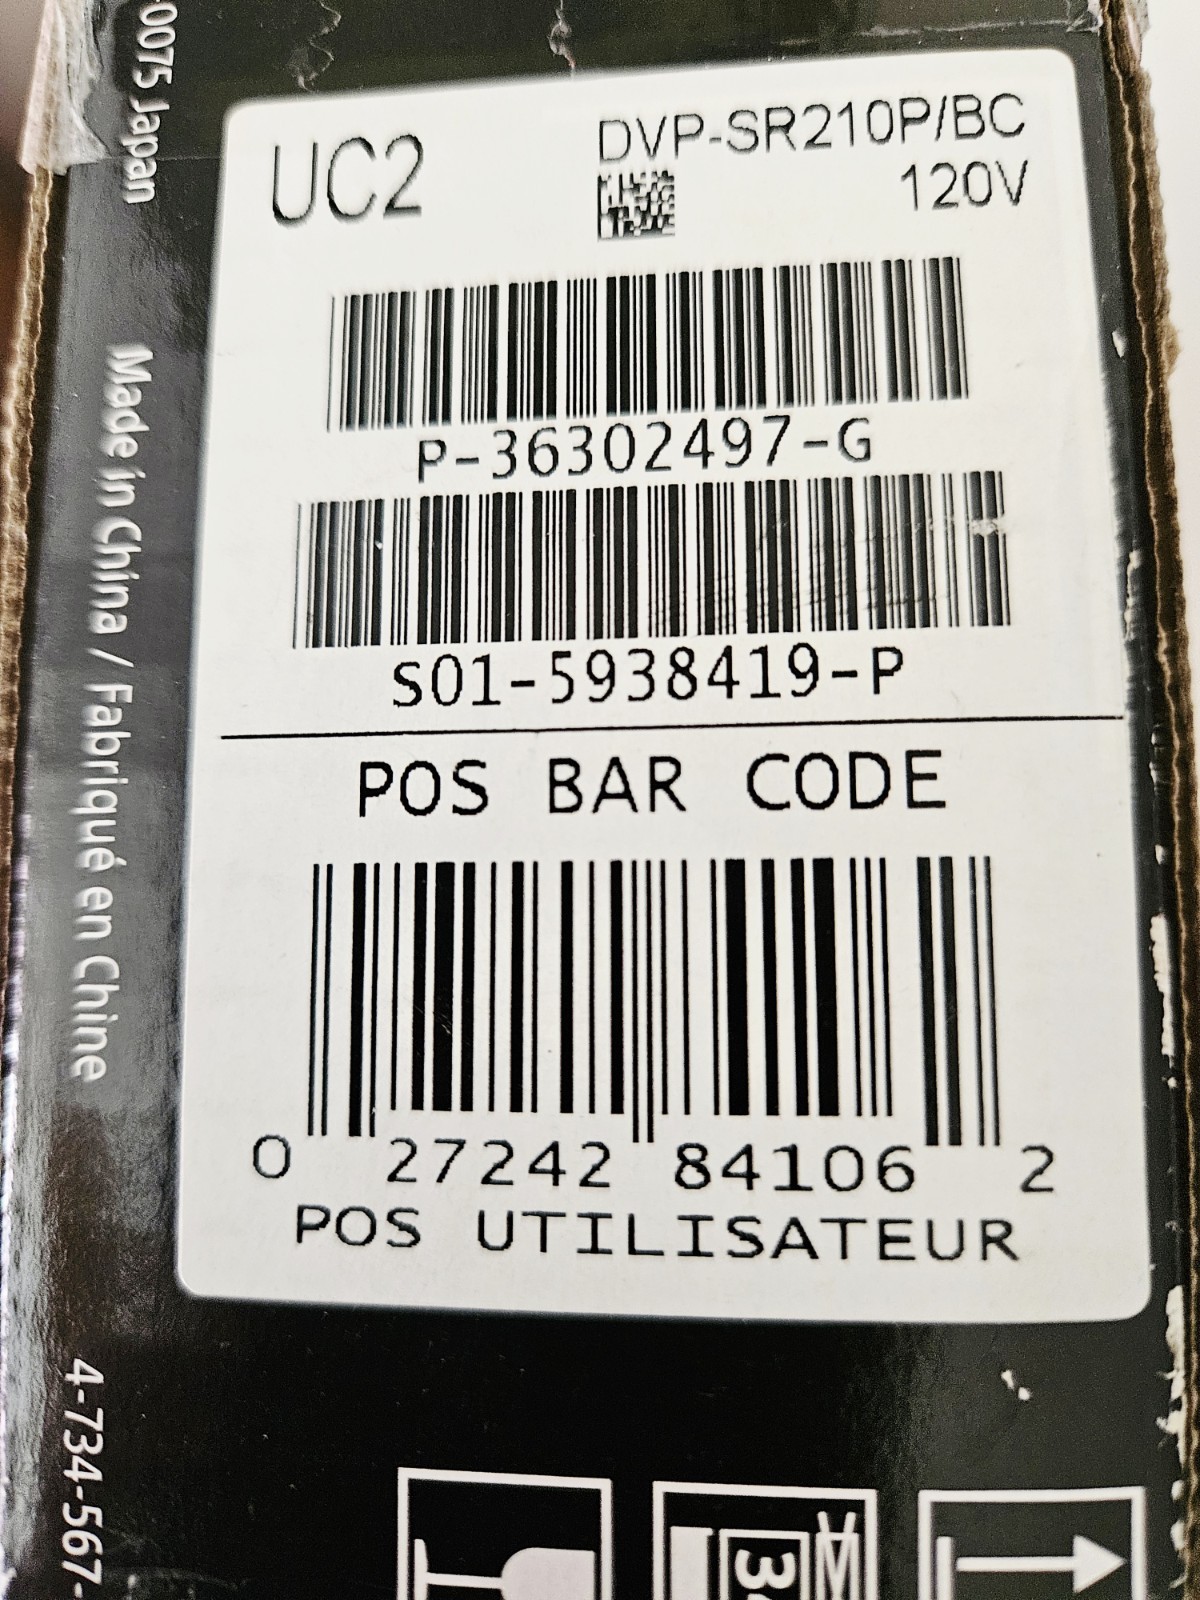 UC2
DVP-SR210P/BC
120V
P-36302497-G
S01-5938419-P
POS BAR CODE
0 27242 84106 2
POS UTILISATEUR
-0075 Japan
Made in China / Fabriqué en Chine
4-734-567-